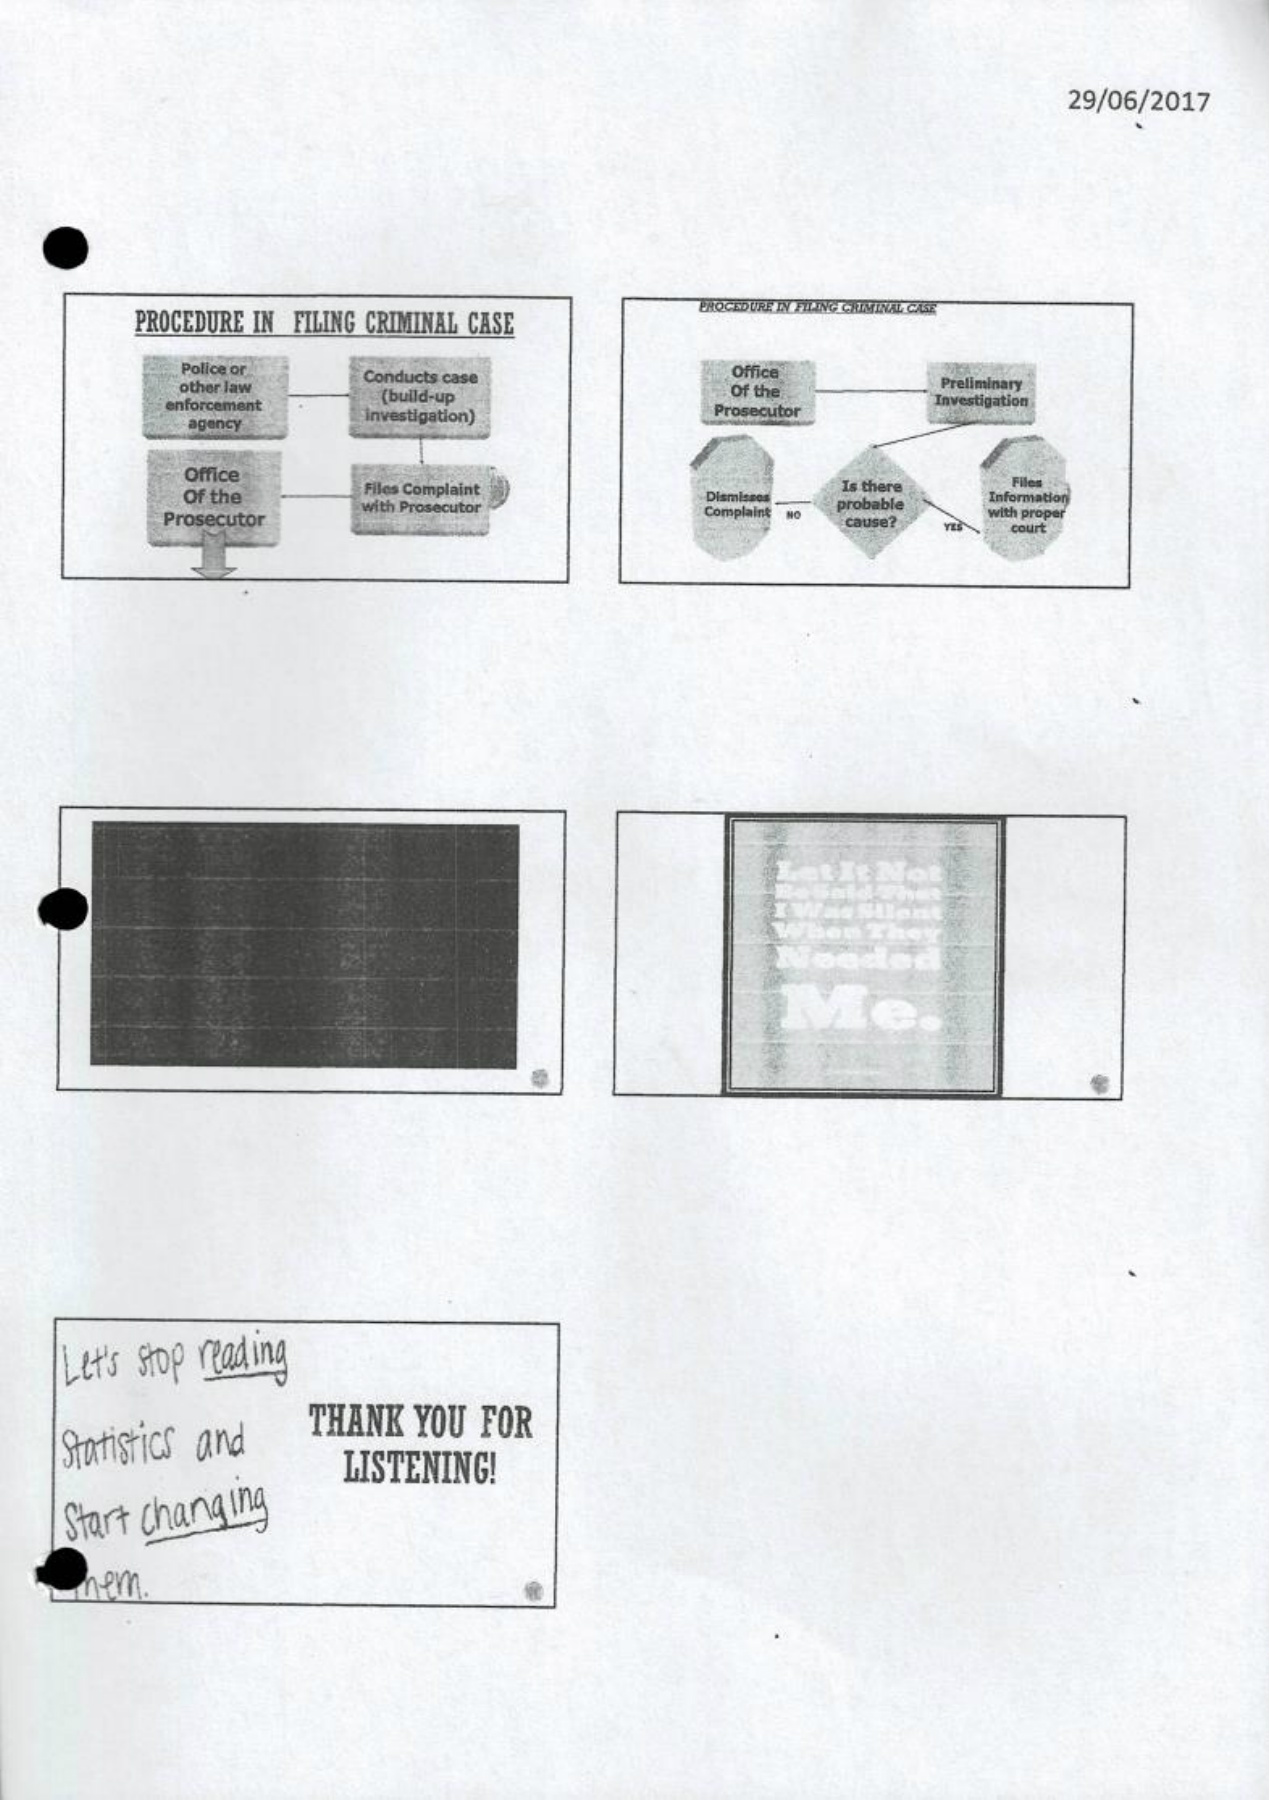 29/06/2017
PROCEDURE IN FILING CRIMINAL CASE
Police or
other law
enforcement
agency
Conducts case
(build-up
investigation)
Office
Of the
Prosecutor
Files Complaint
with Prosecutor
PROCEDURE IN FILING CRIMINAL CASE
Office
Of the
Prosecutor
Preliminary
Investigation
Dismisses
Complaint
NO
Is there
probable
cause?
YES
Files
Information
with proper
court
Let It Not
Be Said That
I Was Silent
When They
Needed
Me.
Let's stop reading
Statistics and
Start changing
them.
THANK YOU FOR
LISTENING!